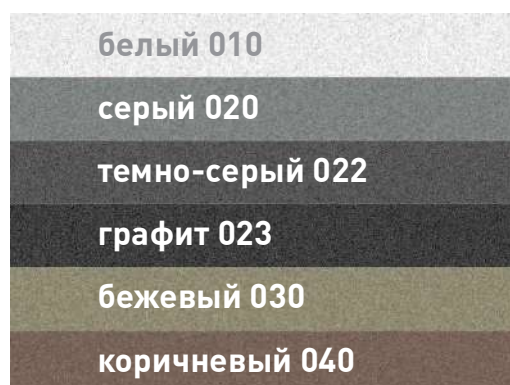 белый 010
серый 020
темно-серый 022
графит 023
бежевый 030
коричневый 040